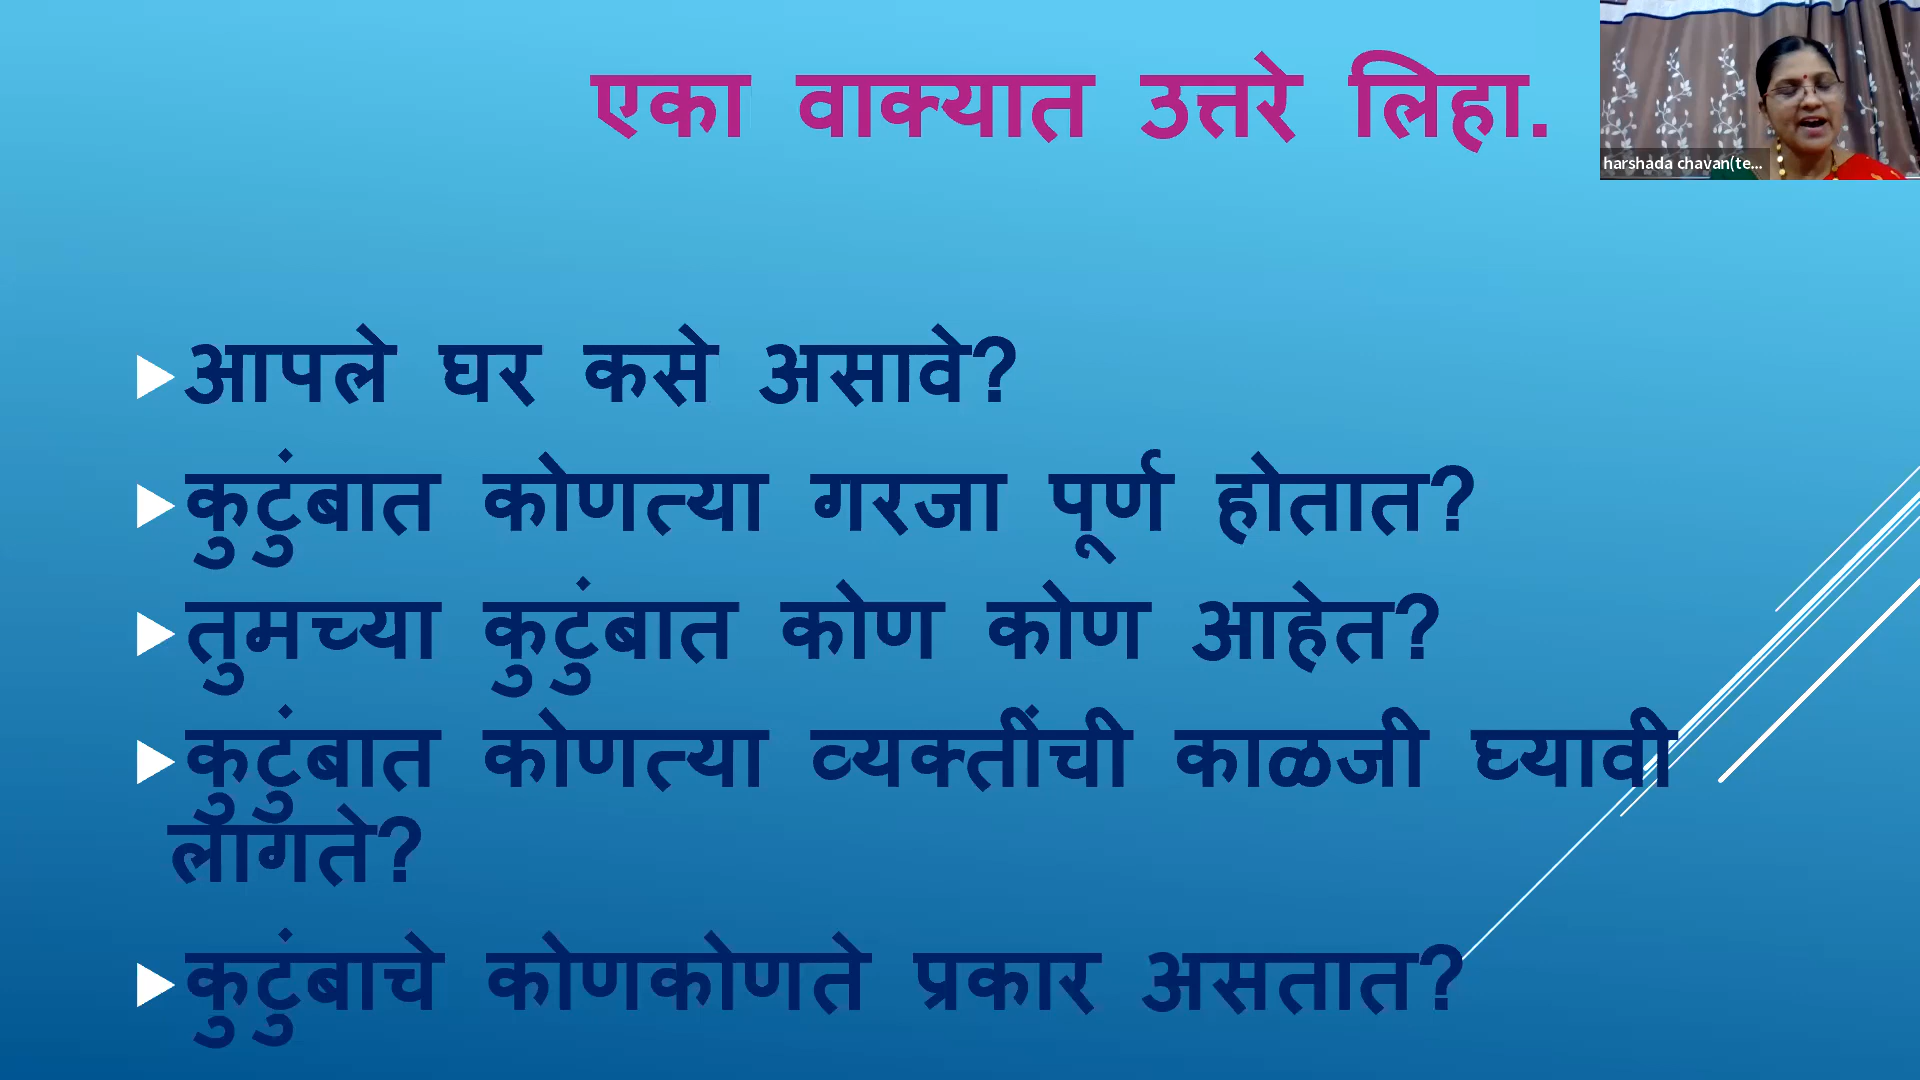 एका वाक्यात उत्तरे लिहा.
harshada chavan(te...
आपले घर कसे असावे?
कुटुंबात कोणत्या गरजा पूर्ण होतात?
तुमच्या कुटुंबात कोण कोण आहेत?
कुटुंबात कोणत्या व्यक्तींची काळजी घ्यावी
लागते?
कुटुंबाचे कोणकोणते प्रकार असतात?